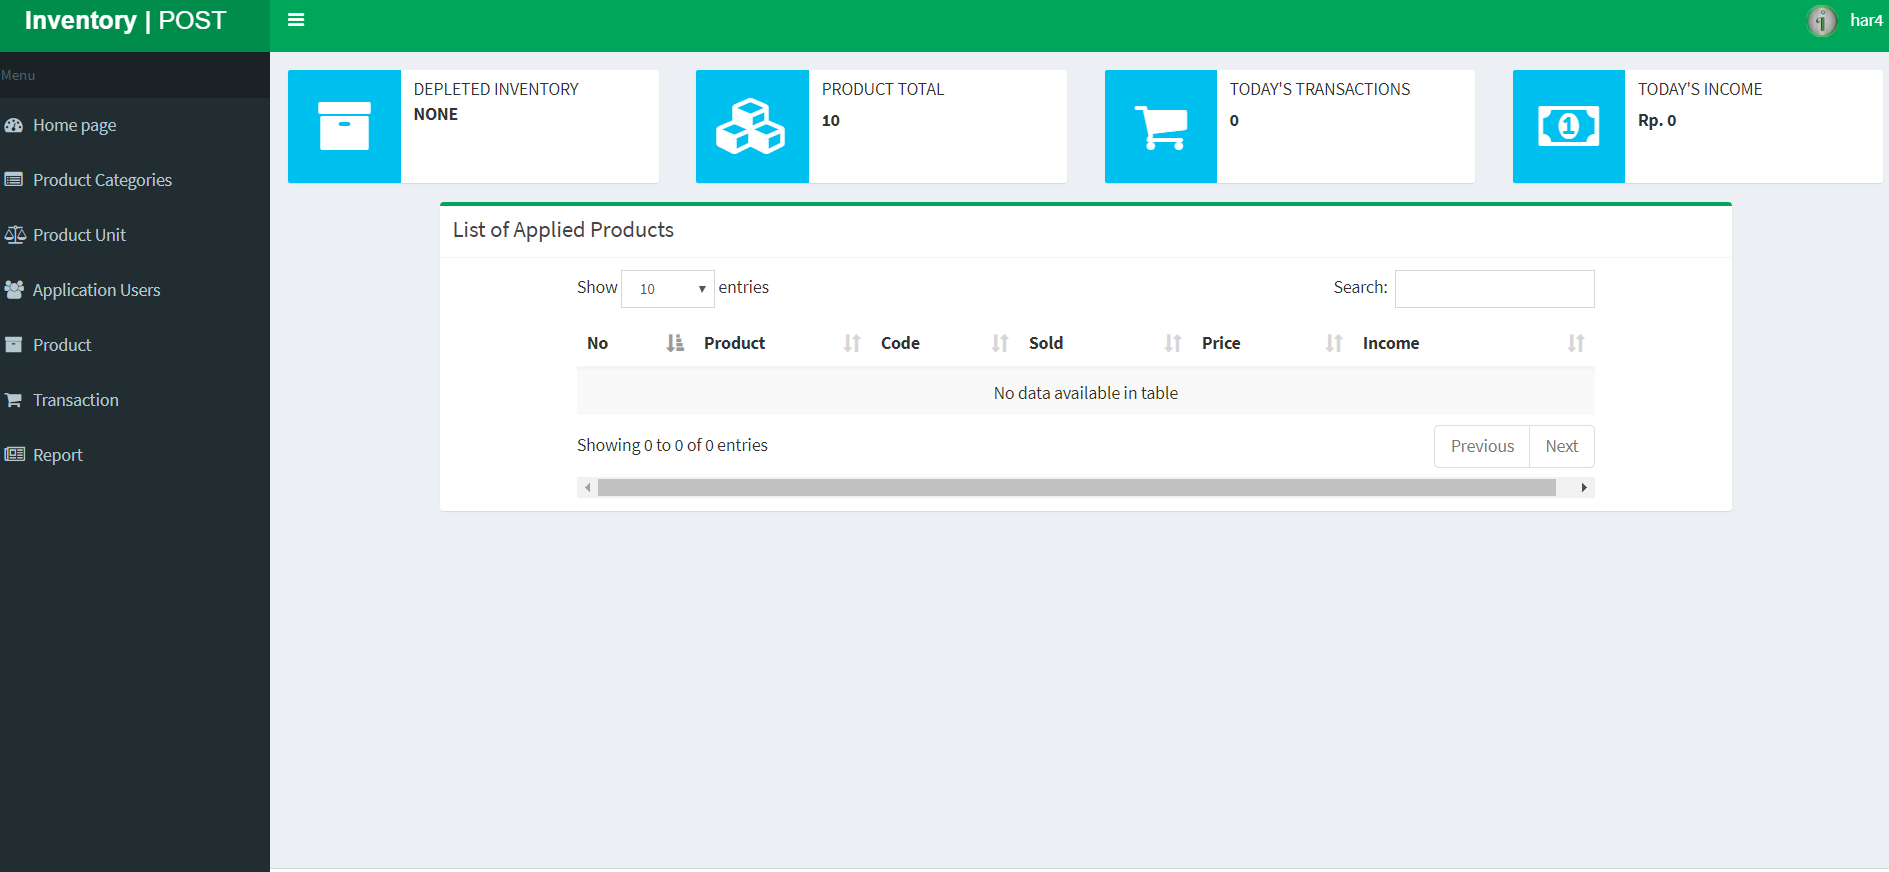 Inventory | POST
har4
Menu
Home page
Product Categories
Product Unit
Application Users
Product
Transaction
Report
DEPLETED INVENTORY
NONE
PRODUCT TOTAL
10
TODAY'S TRANSACTIONS
0
TODAY'S INCOME
Rp. 0
List of Applied Products
Show 10 entries
Search:
No Product Code Sold Price Income
No data available in table
Showing 0 to 0 of 0 entries
Previous Next